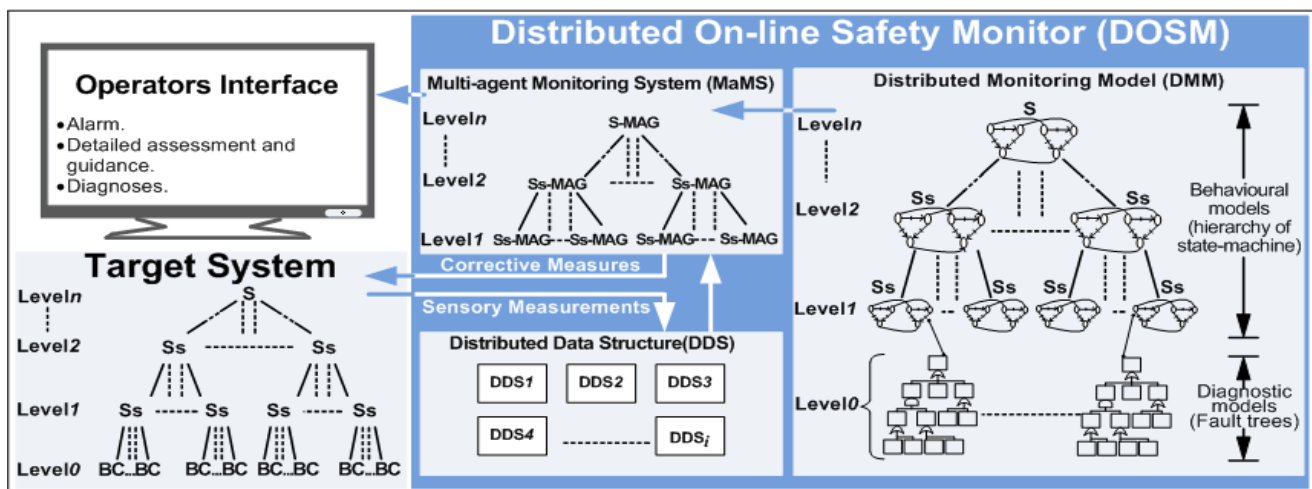 Distributed On-line Safety Monitor (DOSM)
Operators Interface
•Alarm.
•Detailed assessment and
guidance.
•Diagnoses.
Multi-agent Monitoring System (MaMS)
Leveln
S-MAG
Level2
Ss-MAG
Ss-MAG
Level1
Ss-MAG
Ss-MAG
Ss-MAG
Ss-MAG
Distributed Monitoring Model (DMM)
Leveln
S
Level2
Ss
Ss
Level1
Ss
Ss
Ss
Ss
Level0
Behavioural
models
(hierarchy of
state-machine)
Diagnostic
models
(Fault trees)
Target System
Leveln
S
Level2
Ss
Ss
Level1
Ss
Ss
Ss
Ss
Level0
BC...BC
BC...BC
BC...BC
BC...BC
Corrective Measures
Sensory Measurements
Distributed Data Structure(DDS)
DDS1
DDS2
DDS3
DDS4
DDSi